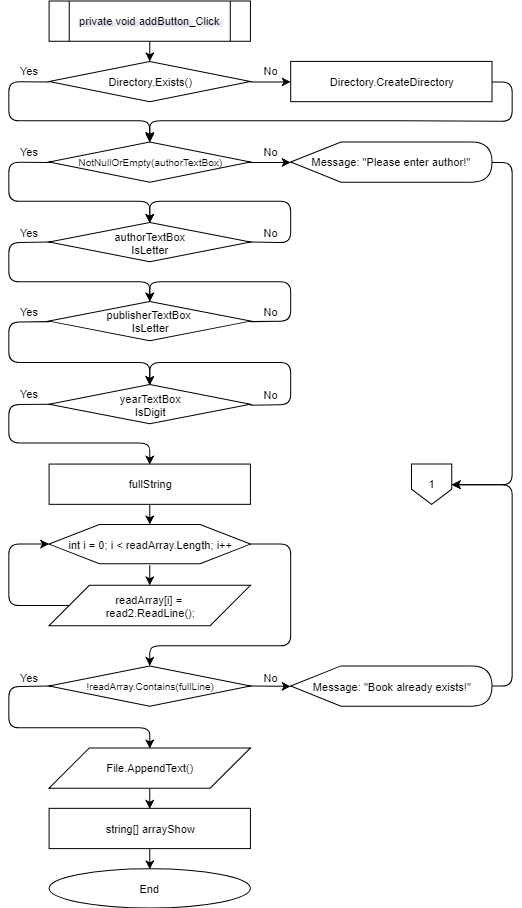 private void addButton_Click
Yes
Directory.Exists()
No
Directory.CreateDirectory
Yes
NotNullOrEmpty(authorTextBox)
No
Message: "Please enter author!"
Yes
authorTextBox
IsLetter
No
Yes
publisherTextBox
IsLetter
No
Yes
yearTextBox
IsDigit
No
fullString
1
int i = 0; i < readArray.Length; i++
readArray[i] =
read2.ReadLine();
Yes
!readArray.Contains(fullLine)
No
Message: "Book already exists!"
File.AppendText()
string[] arrayShow
End